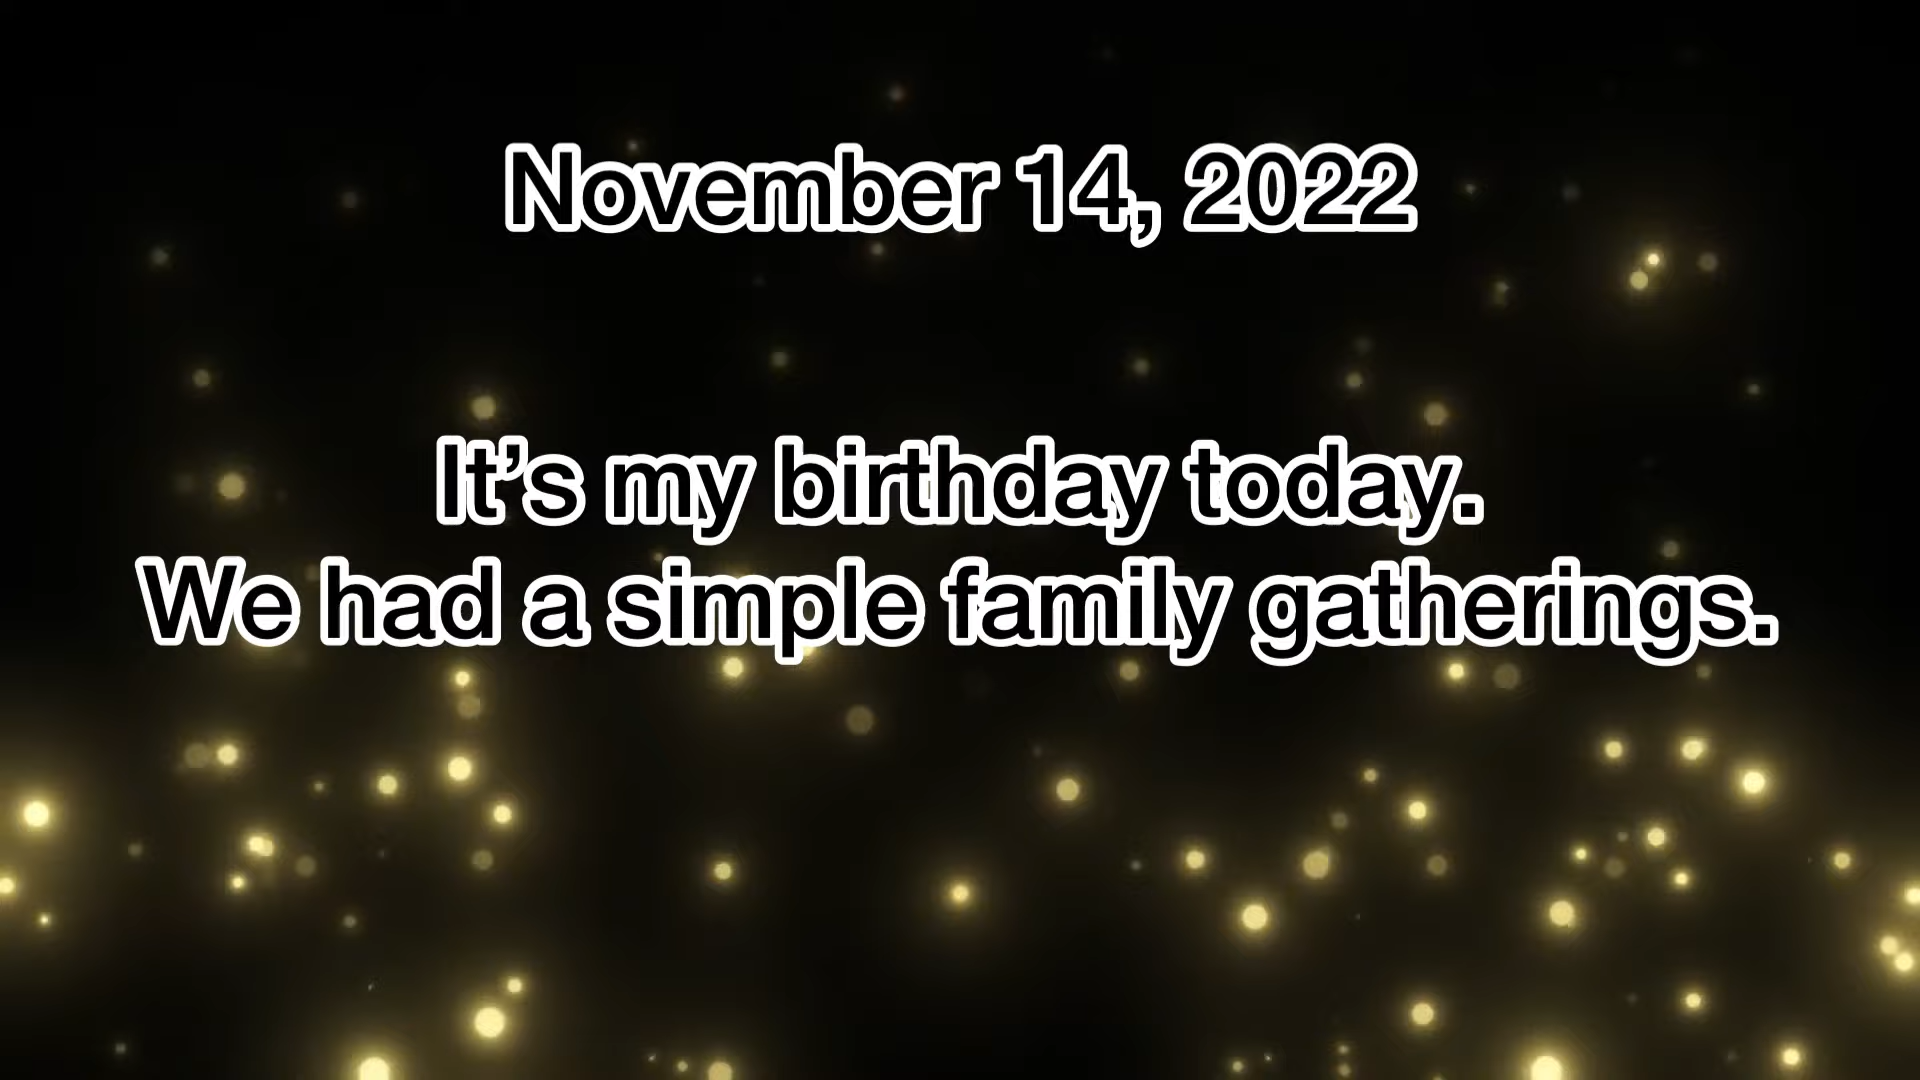 November 14, 2022
It’s my birthday today.
We had a simple family gatherings.